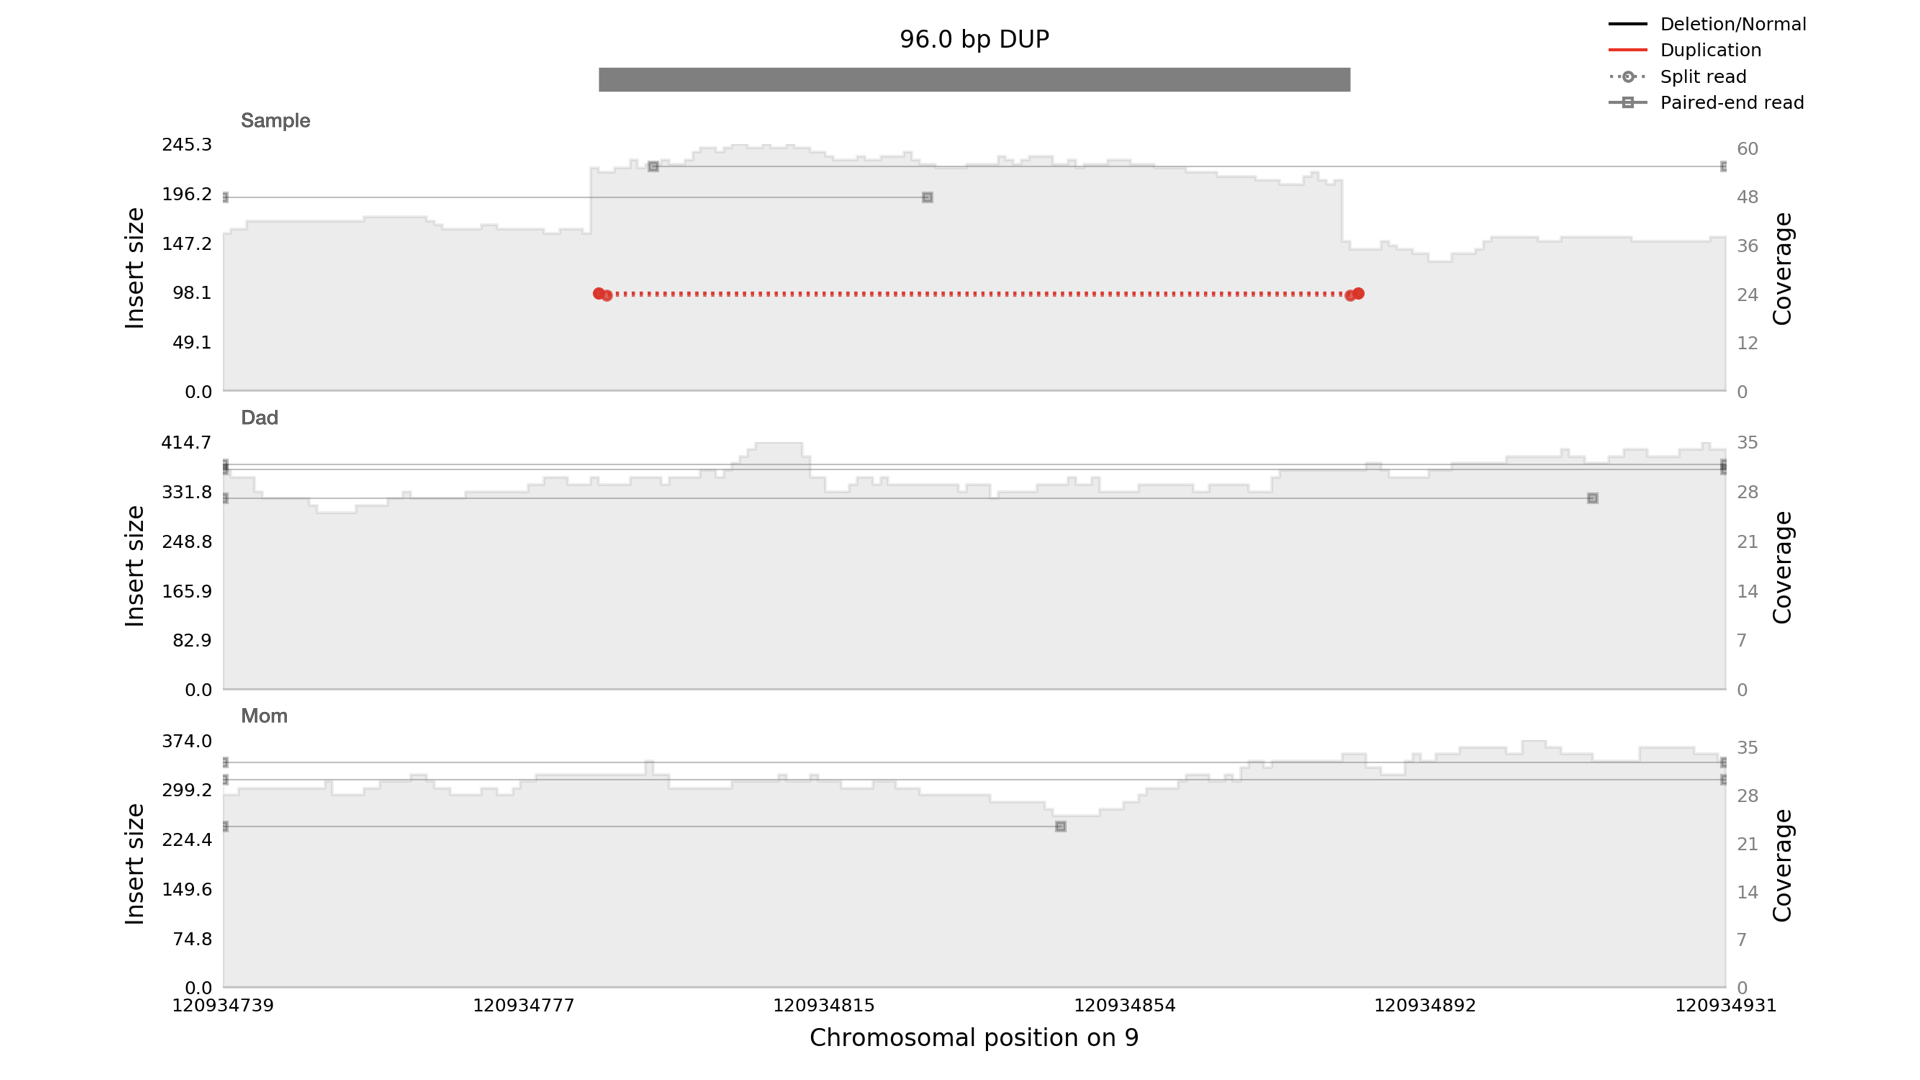 96.0 bp DUP
Deletion/Normal
Duplication
Split read
Paired-end read
Sample
245.3
196.2
147.2
98.1
49.1
0.0
Insert size
60
48
36
24
12
0
Coverage
Dad
414.7
331.8
248.8
165.9
82.9
0.0
Insert size
35
28
21
14
7
0
Coverage
Mom
374.0
299.2
224.4
149.6
74.8
0.0
Insert size
35
28
21
14
7
0
Coverage
120934739 120934777 120934815 120934854 120934892 120934931
Chromosomal position on 9